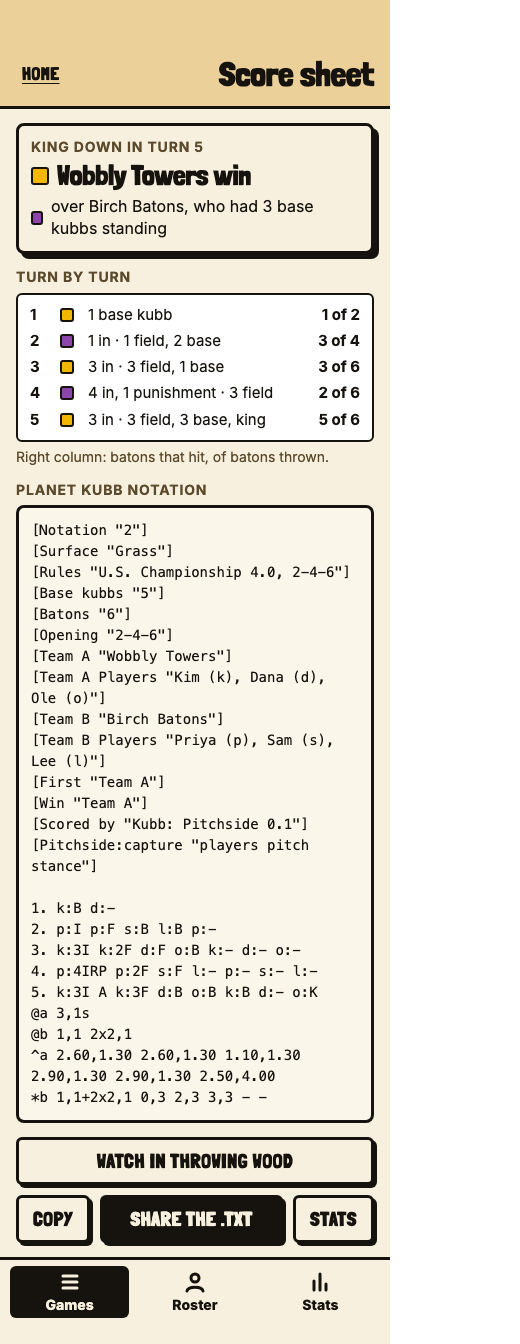 HOME
Score sheet
KING DOWN IN TURN 5
Wobbly Towers win
over Birch Batons, who had 3 base
kubbs standing
TURN BY TURN
1 1 base kubb 1 of 2
2 1 in · 1 field, 2 base 3 of 4
3 3 in · 3 field, 1 base 3 of 6
4 4 in, 1 punishment · 3 field 2 of 6
5 3 in · 3 field, 3 base, king 5 of 6
Right column: batons that hit, of batons thrown.
PLANET KUBB NOTATION
[Notation "2"]
[Surface "Grass"]
[Rules "U.S. Championship 4.0, 2–4–6"]
[Base kubbs "5"]
[Batons "6"]
[Opening "2–4–6"]
[Team A "Wobbly Towers"]
[Team A Players "Kim (k), Dana (d),
Ole (o)"]
[Team B "Birch Batons"]
[Team B Players "Priya (p), Sam (s),
Lee (l)"]
[First "Team A"]
[Win "Team A"]
[Scored by "Kubb: Pitchside 0.1"]
[Pitchside:capture "players pitch
stance"]
1. k:B d:–
2. p:I p:F s:B l:B p:–
3. k:3I k:2F d:F o:B k:– d:– o:–
4. p:4IRP p:2F s:F l:– p:– s:– l:–
5. k:3I A k:3F d:B o:B k:B d:– o:K
@a 3,1s
@b 1,1 2x2,1
^a 2.60,1.30 2.60,1.30 1.10,1.30
2.90,1.30 2.90,1.30 2.50,4.00
*b 1,1+2x2,1 0,3 2,3 3,3 – –
WATCH IN THROWING WOOD
COPY
SHARE THE .TXT
STATS
Games
Roster
Stats